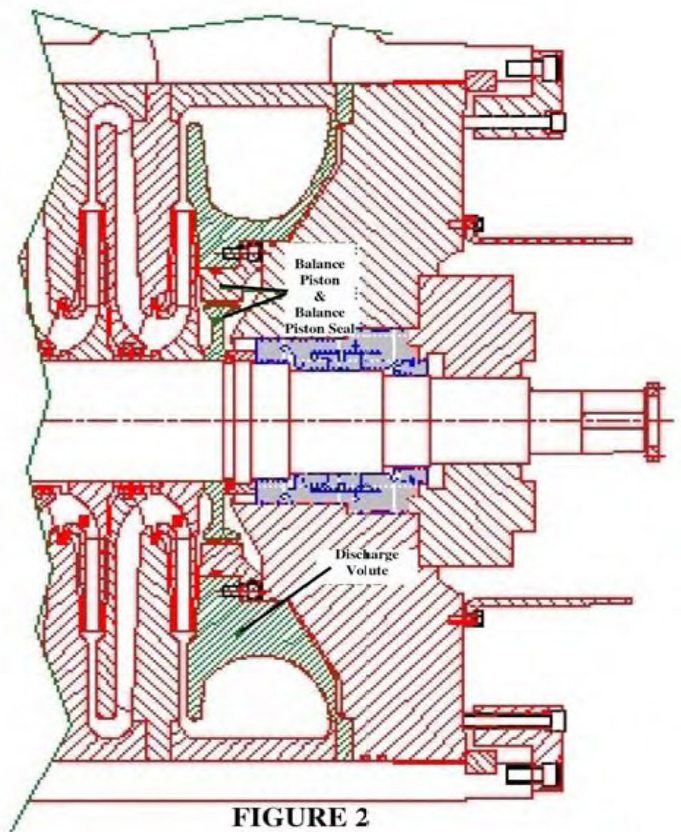 Balance
Piston
&
Balance
Piston Seal
Discharge
Volute
FIGURE 2